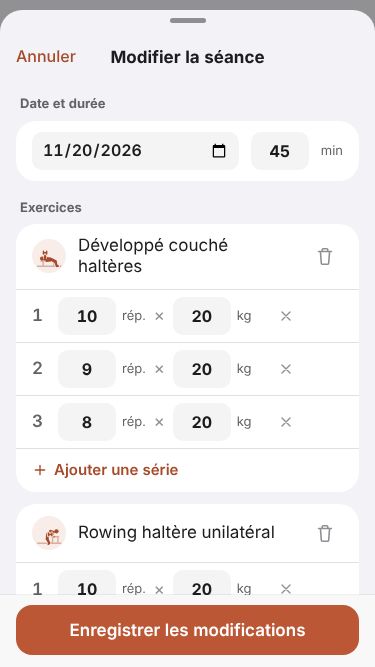 Annuler Modifier la séance
Date et durée
11/20/2026 45 min
Exercices
Développé couché
haltères
1 10 rép. × 20 kg ×
2 9 rép. × 20 kg ×
3 8 rép. × 20 kg ×
+ Ajouter une série
Rowing haltère unilatéral
1 10 rép. × 20 kg ×
Enregistrer les modifications